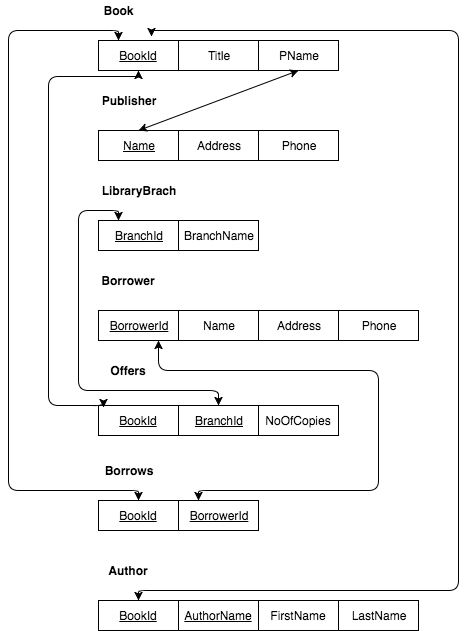 Book
BookId Title PName
Publisher
Name Address Phone
LibraryBrach
BranchId BranchName
Borrower
BorrowerId Name Address Phone
Offers
BookId BranchId NoOfCopies
Borrows
BookId BorrowerId
Author
BookId AuthorName FirstName LastName